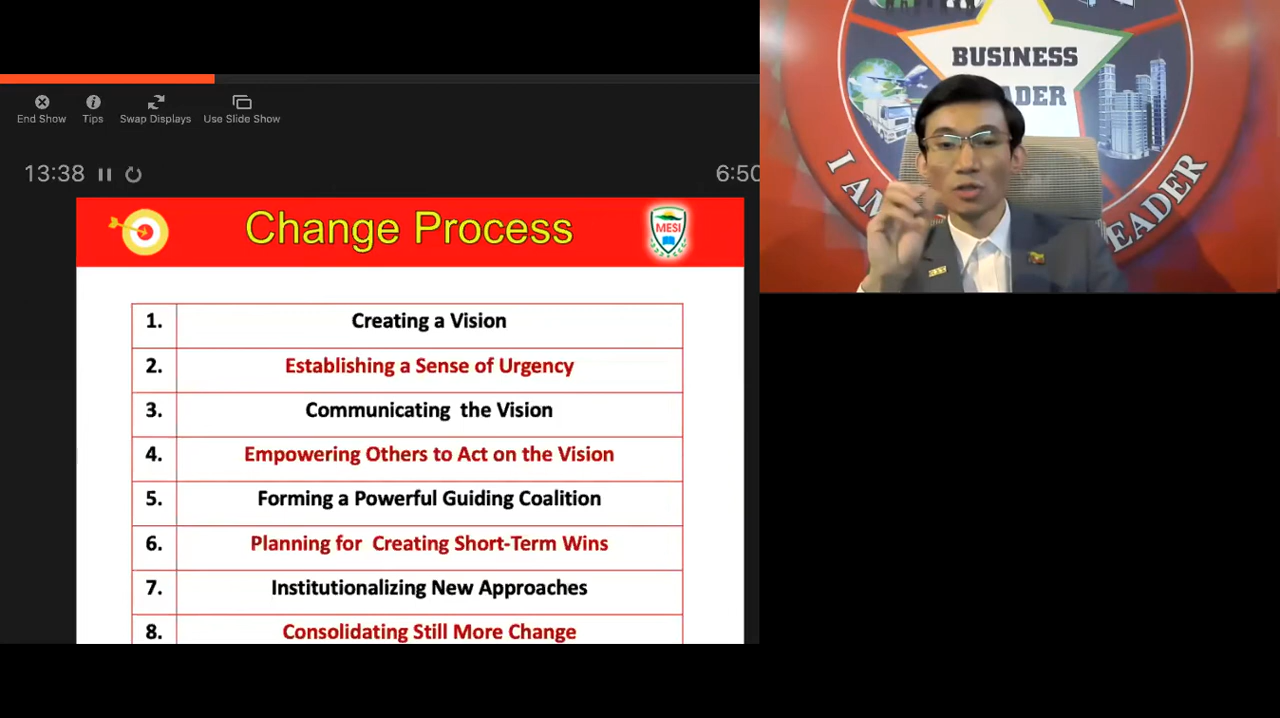 End Show
Tips
Swap Displays
Use Slide Show
13:38
6:50
Change Process
MESI
1. Creating a Vision
2. Establishing a Sense of Urgency
3. Communicating the Vision
4. Empowering Others to Act on the Vision
5. Forming a Powerful Guiding Coalition
6. Planning for Creating Short-Term Wins
7. Institutionalizing New Approaches
8. Consolidating Still More Change
BUSINESS
ADER
I AM
LEADER